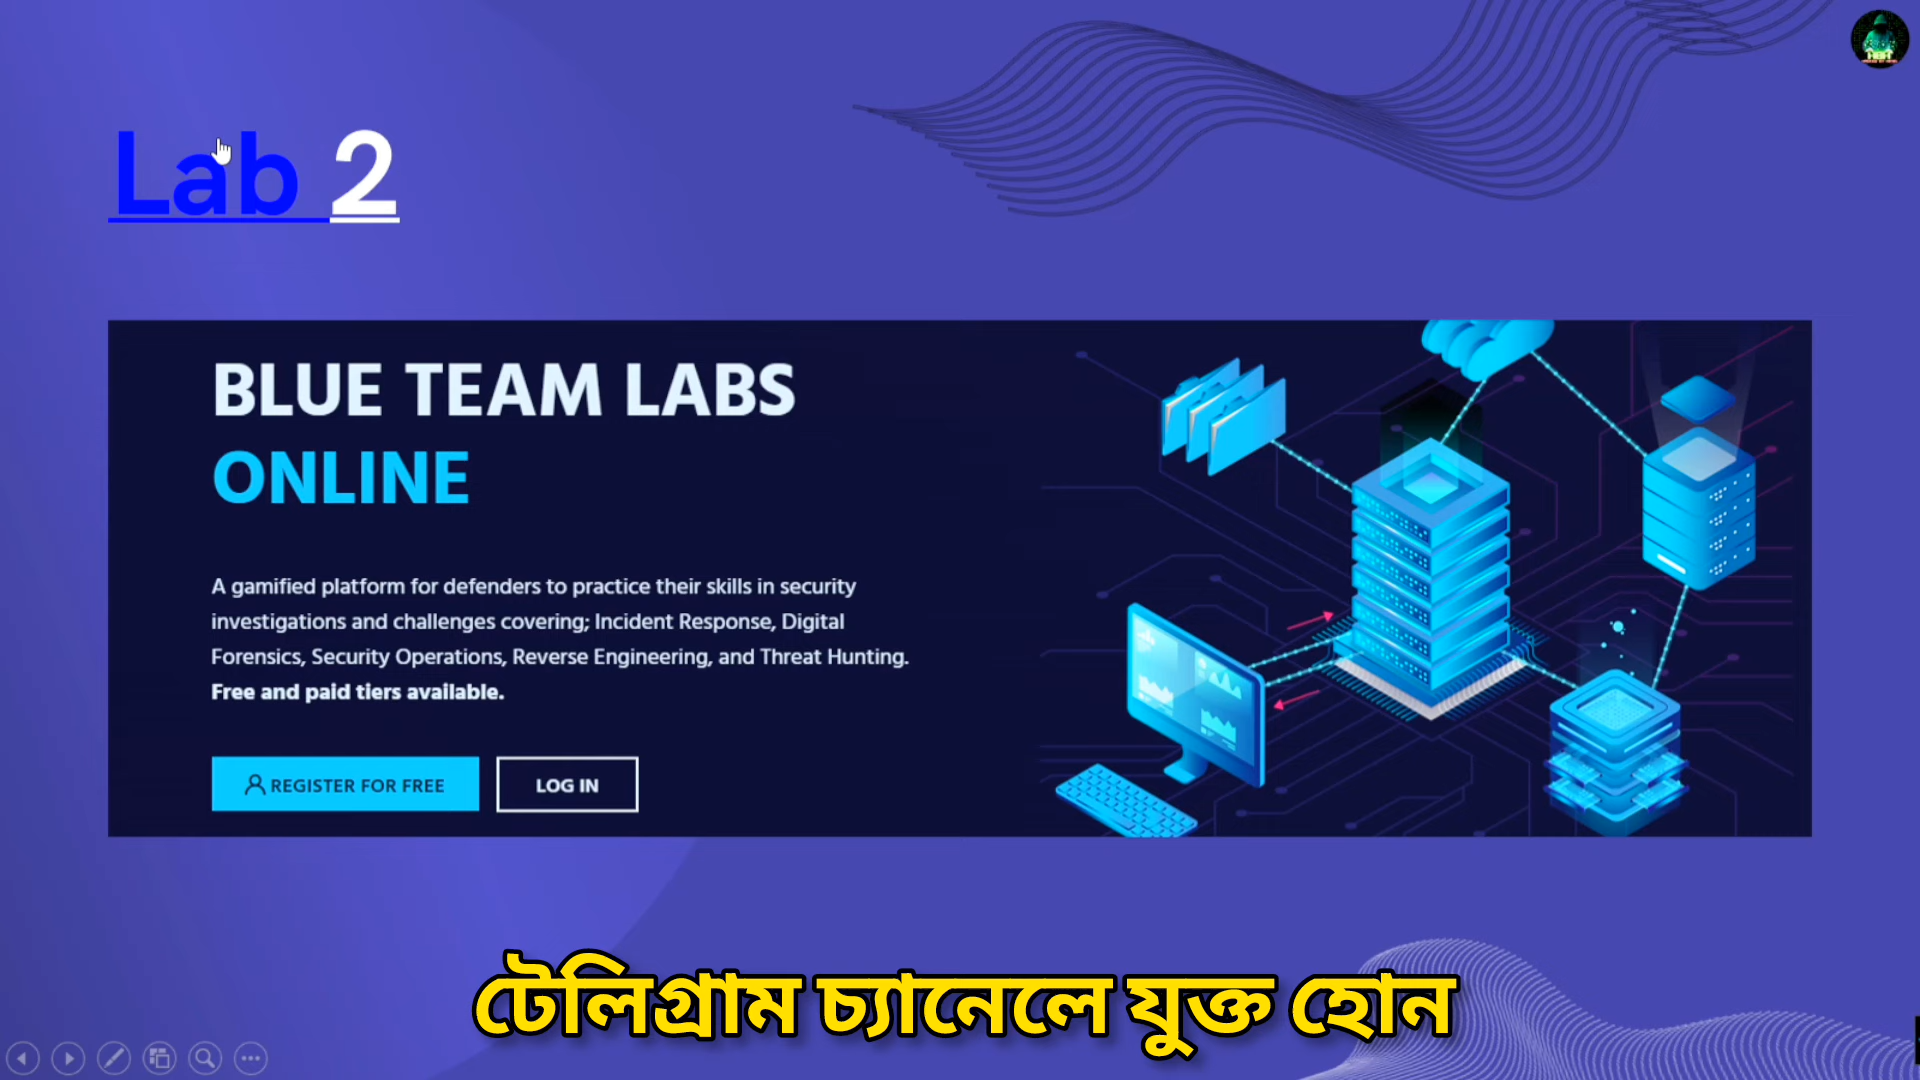 Lab 2
BLUE TEAM LABS
ONLINE
A gamified platform for defenders to practice their skills in security
investigations and challenges covering; Incident Response, Digital
Forensics, Security Operations, Reverse Engineering, and Threat Hunting.
Free and paid tiers available.
REGISTER FOR FREE
LOG IN
টেলিগ্রাম চ্যানেলে যুক্ত হোন